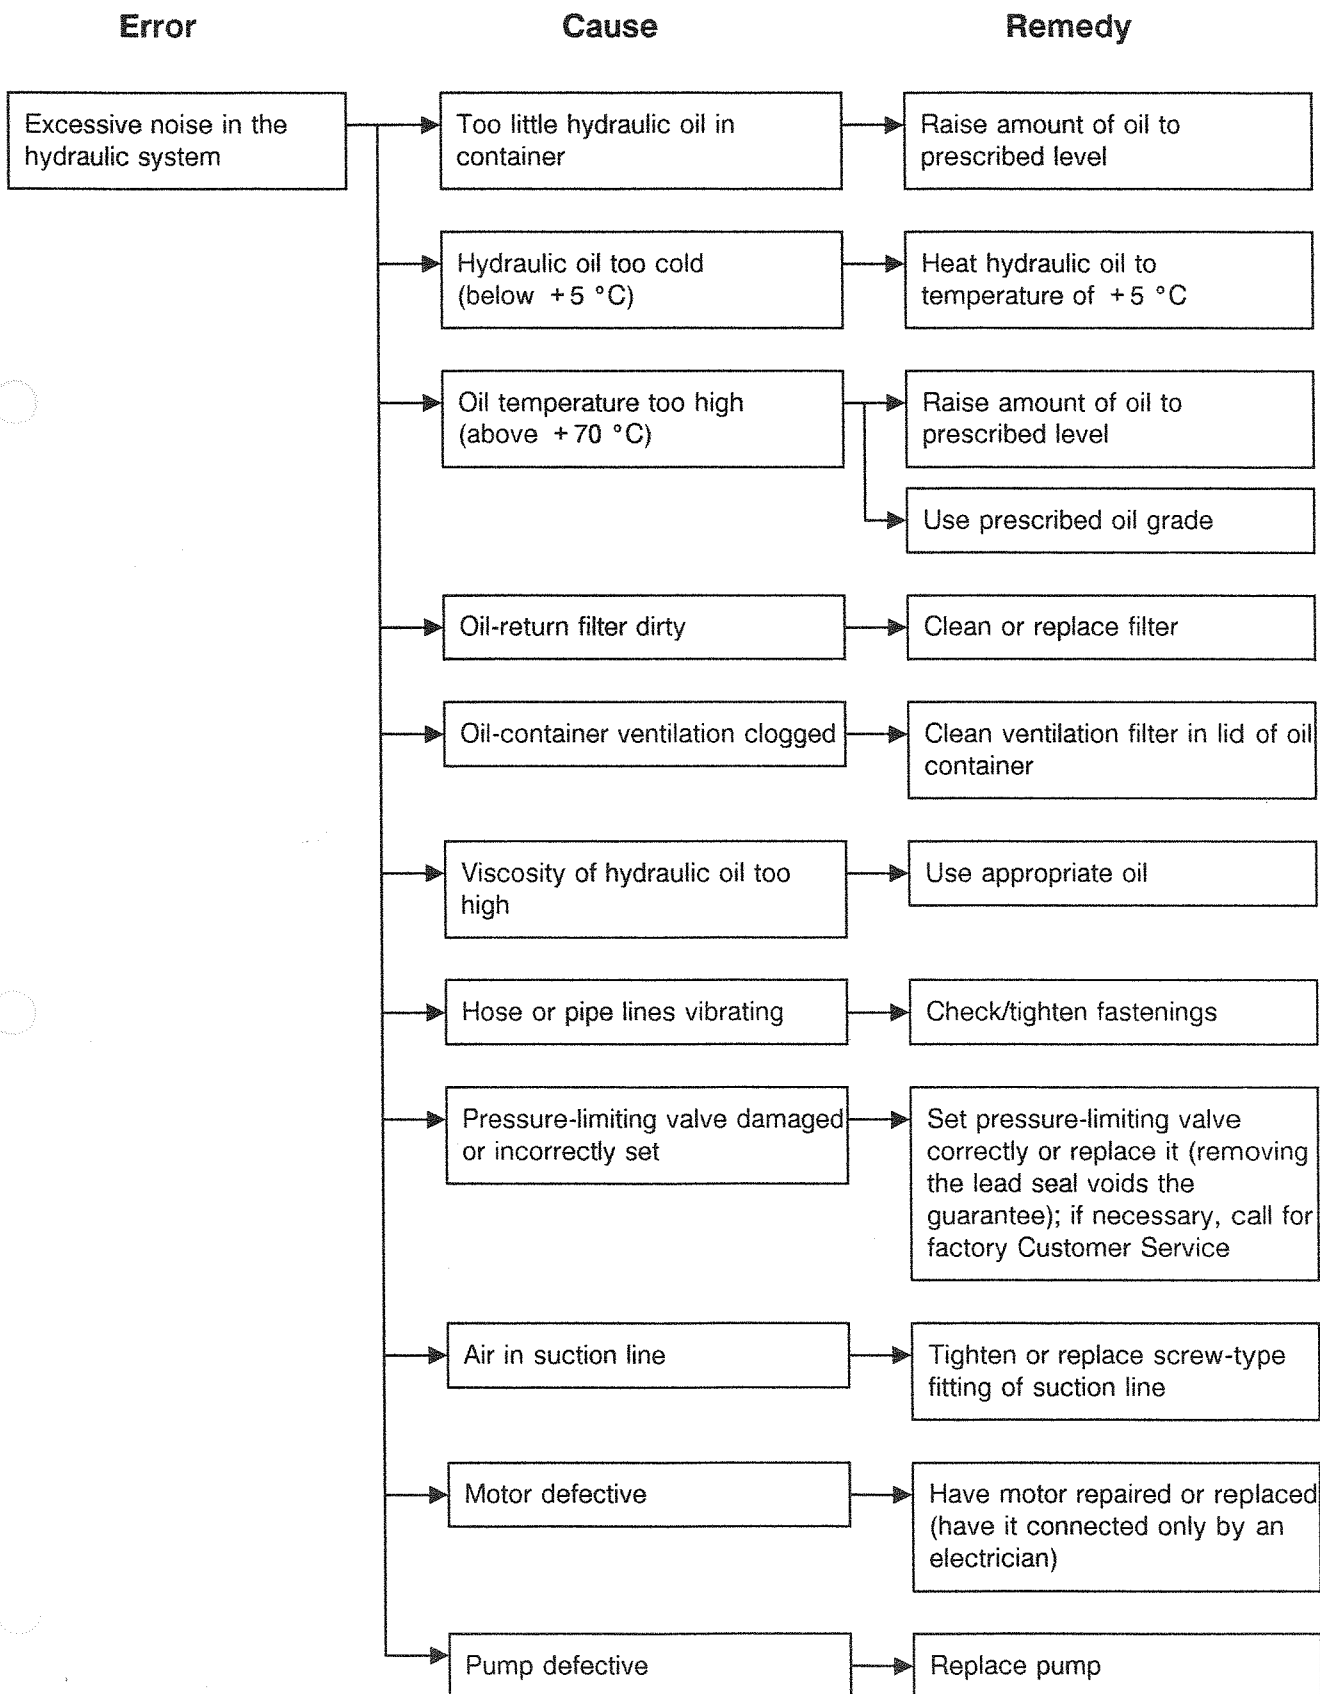 Error
Cause
Remedy
Excessive noise in the
hydraulic system
Too little hydraulic oil in
container
Raise amount of oil to
prescribed level
Hydraulic oil too cold
(below +5 °C)
Heat hydraulic oil to
temperature of +5 °C
Oil temperature too high
(above +70 °C)
Raise amount of oil to
prescribed level
Use prescribed oil grade
Oil-return filter dirty
Clean or replace filter
Oil-container ventilation clogged
Clean ventilation filter in lid of oil
container
Viscosity of hydraulic oil too
high
Use appropriate oil
Hose or pipe lines vibrating
Check/tighten fastenings
Pressure-limiting valve damaged
or incorrectly set
Set pressure-limiting valve
correctly or replace it (removing
the lead seal voids the
guarantee); if necessary, call for
factory Customer Service
Air in suction line
Tighten or replace screw-type
fitting of suction line
Motor defective
Have motor repaired or replaced
(have it connected only by an
electrician)
Pump defective
Replace pump